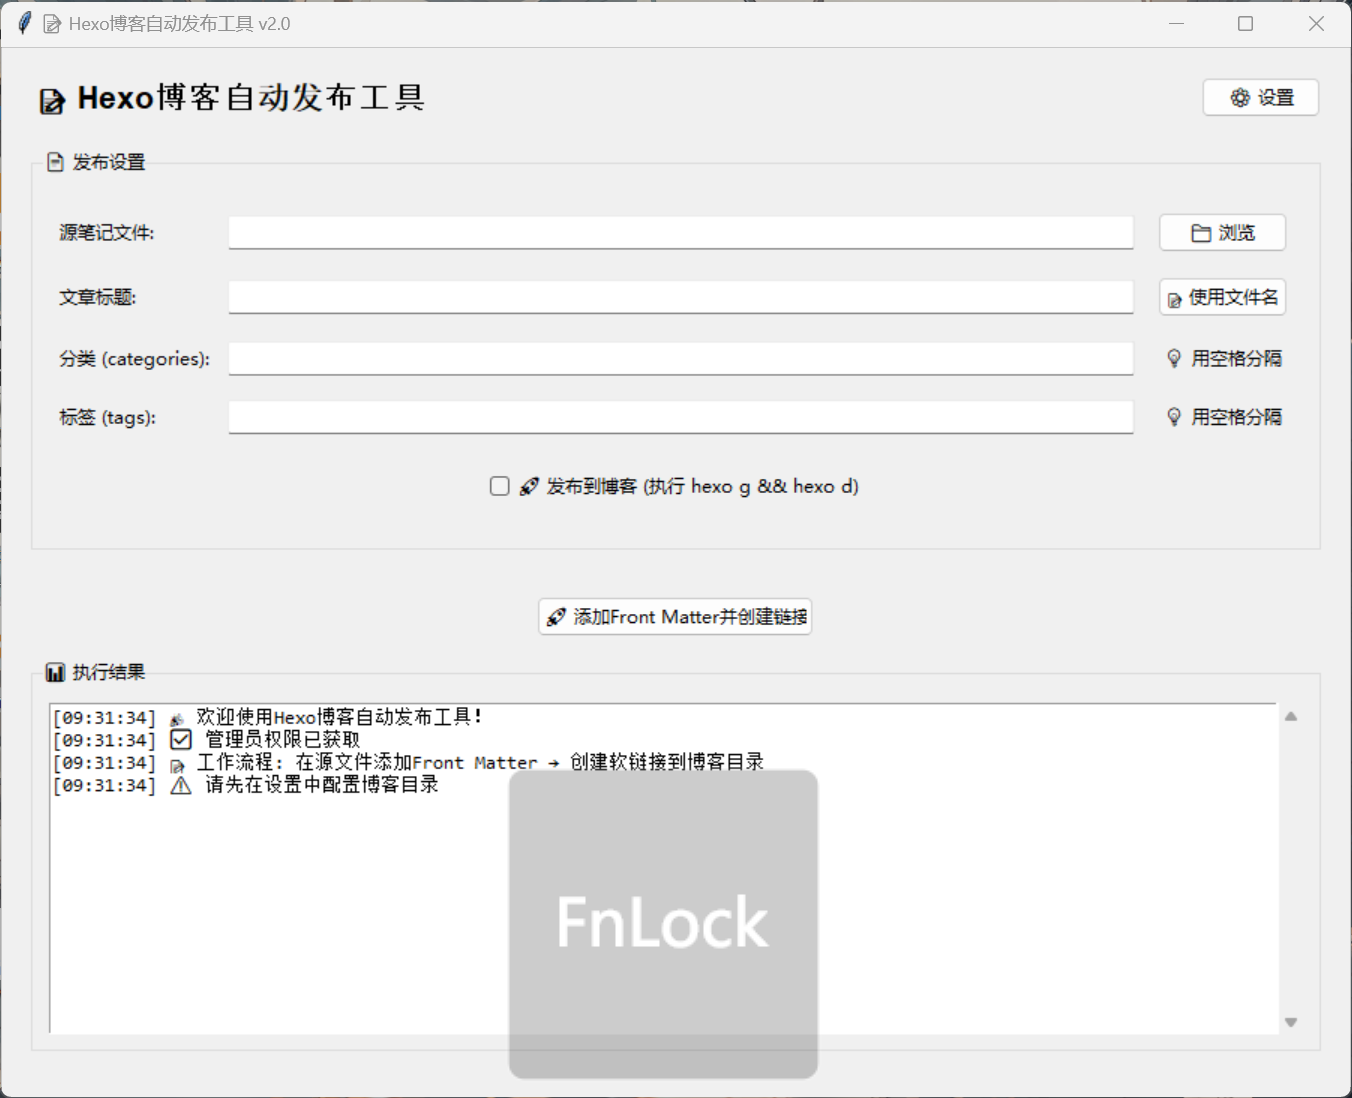 Hexo博客自动发布工具 v2.0
Hexo博客自动发布工具
设置
发布设置
源笔记文件:
浏览
文章标题:
使用文件名
分类 (categories):
用空格分隔
标签 (tags):
用空格分隔
发布到博客 (执行 hexo g && hexo d)
添加Front Matter并创建链接
执行结果
[09:31:34] 欢迎使用Hexo博客自动发布工具!
[09:31:34] 管理员权限已获取
[09:31:34] 工作流程: 在源文件添加Front Matter → 创建软链接到博客目录
[09:31:34] 请先在设置中配置博客目录
FnLock